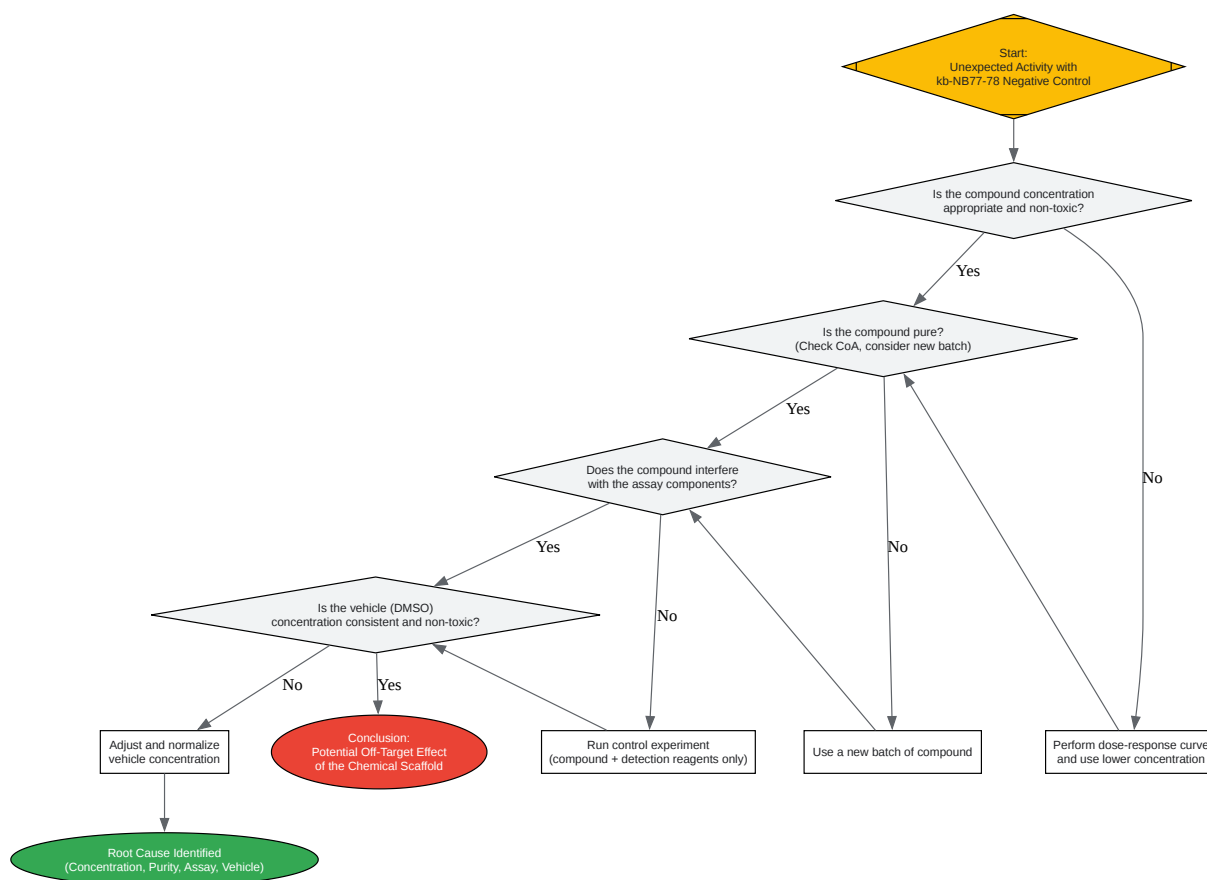 Start:
Unexpected Activity with
kb-NB77-78 Negative Control
Is the compound concentration
appropriate and non-toxic?
Yes
Is the compound pure?
(Check CoA, consider new batch)
Yes
Does the compound interfere
with the assay components?
No
Yes
No
Is the vehicle (DMSO)
concentration consistent and non-toxic?
No
No
Yes
Adjust and normalize
vehicle concentration
Conclusion:
Potential Off-Target Effect
of the Chemical Scaffold
Run control experiment
(compound + detection reagents only)
Use a new batch of compound
Perform dose-response curve
and use lower concentration
Root Cause Identified
(Concentration, Purity, Assay, Vehicle)